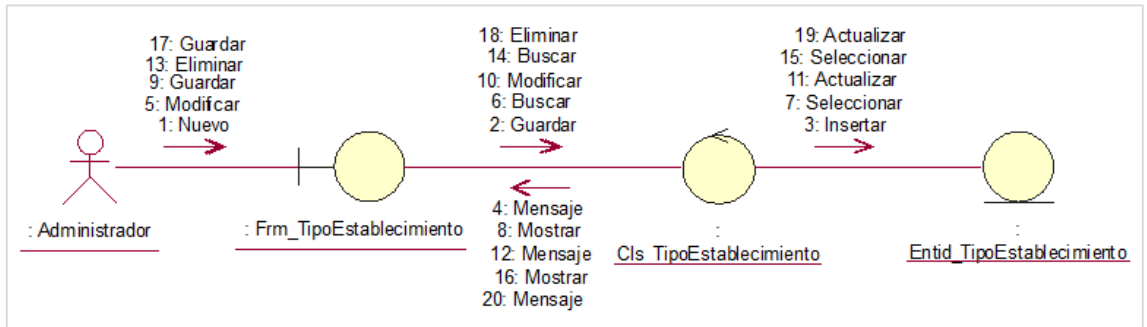 17: Guardar
13: Eliminar
9: Guardar
5: Modificar
1: Nuevo
18: Eliminar
14: Buscar
10: Modificar
6: Buscar
2: Guardar
19: Actualizar
15: Seleccionar
11: Actualizar
7: Seleccionar
3: Insertar
4: Mensaje
8: Mostrar
12: Mensaje
16: Mostrar
20: Mensaje
: Administrador
: Frm_TipoEstablecimiento
:
Cls_TipoEstablecimiento
:
Entid_TipoEstablecimiento